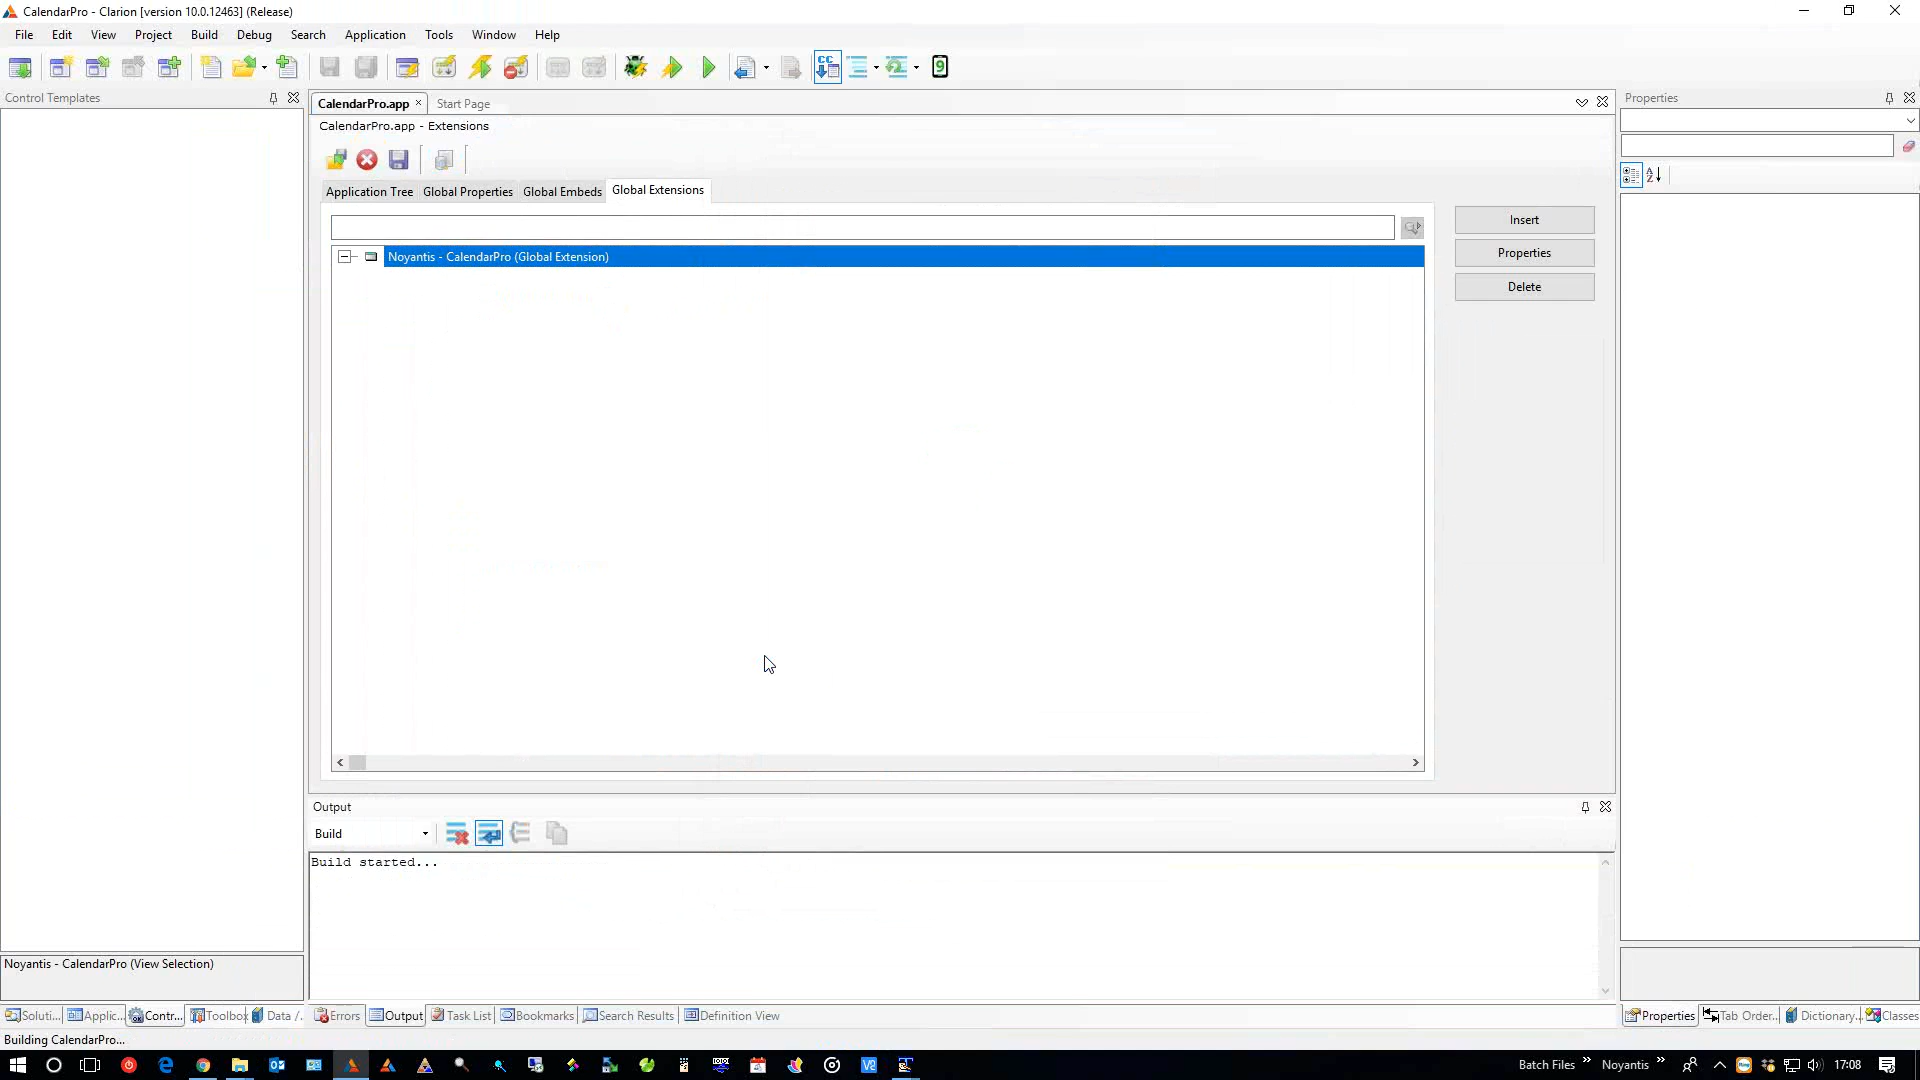 CalendarPro - Clarion [version 10.0.12463] (Release)
File Edit View Project Build Debug Search Application Tools Window Help
CC
9
Control Templates
CalendarPro.app Start Page
Properties
CalendarPro.app - Extensions
Application Tree Global Properties Global Embeds Global Extensions
Insert
Noyantis - CalendarPro (Global Extension)
Properties
Delete
Output
Build
Build started...
Noyantis - CalendarPro (View Selection)
Soluti... Applic... Contr... Toolbox Data /... Errors Output Task List Bookmarks Search Results Definition View Properties Tab Order... Dictionary... Classes
Building CalendarPro...
Batch Files Noyantis 17:08